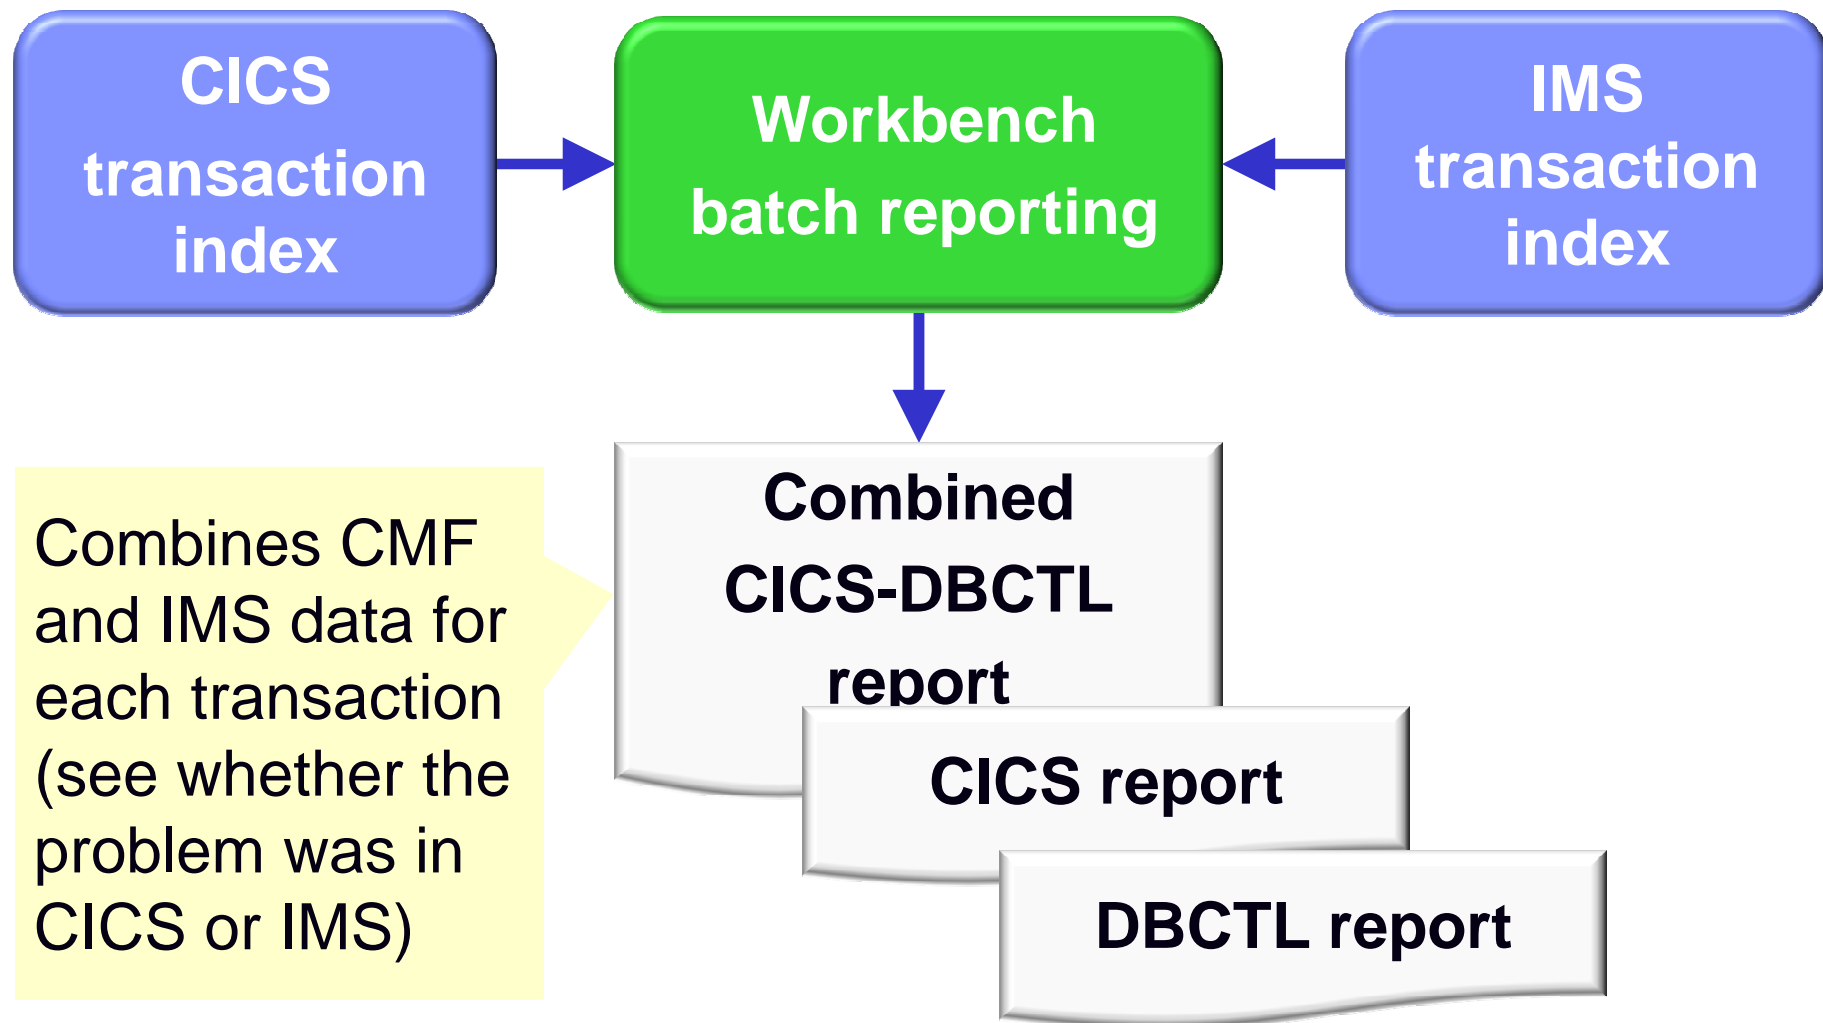 CICS
transaction
index
Workbench
batch reporting
IMS
transaction
index
Combines CMF
and IMS data for
each transaction
(see whether the
problem was in
CICS or IMS)
Combined
CICS-DBCTL
report
CICS report
DBCTL report